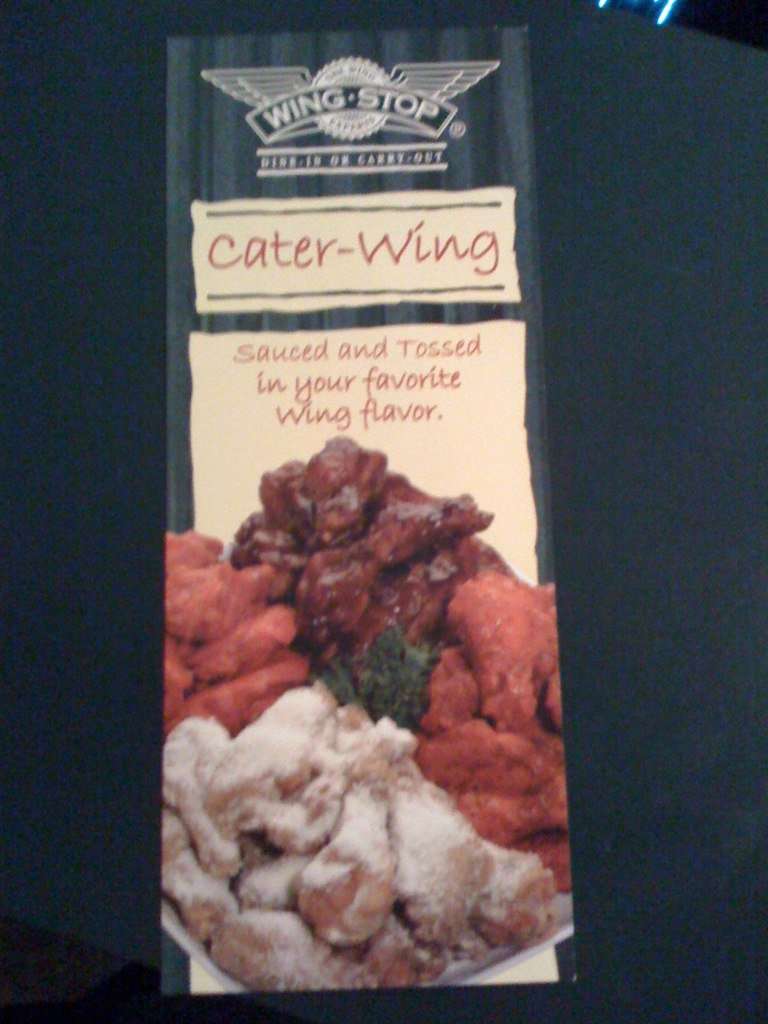 WING·STOP
®
DINE-IN OR CARRY-OUT
Cater-Wing
Sauced and Tossed
in your favorite
Wing flavor.